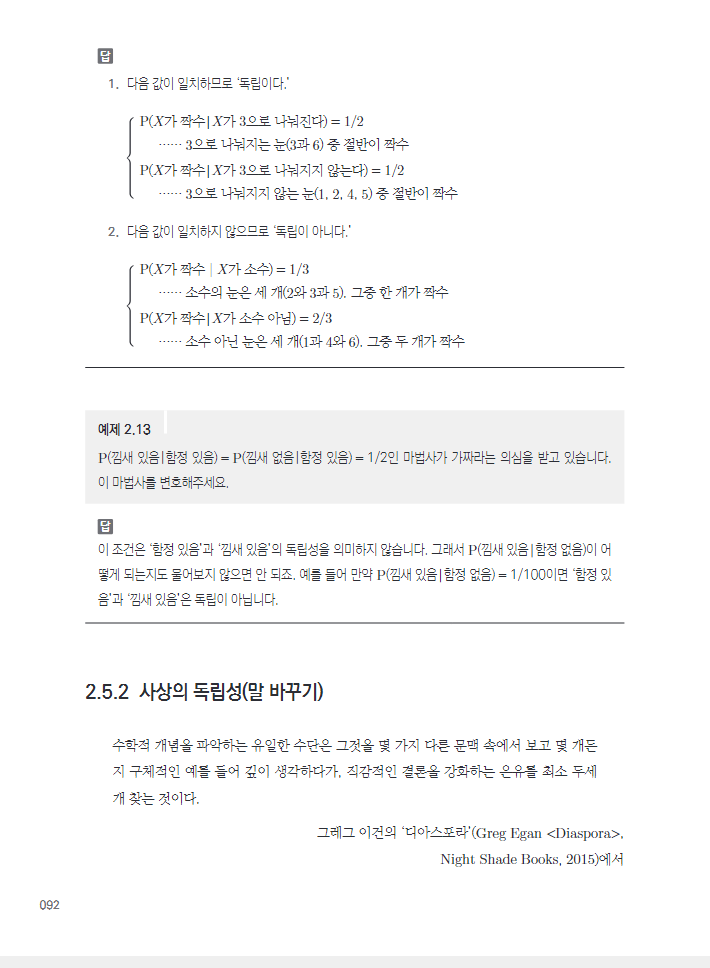 답
1. 다음 값이 일치하므로 ‘독립이다.’
P(X가 짝수|X가 3으로 나눠진다) = 1/2
…… 3으로 나눠지는 눈(3과 6) 중 절반이 짝수
P(X가 짝수|X가 3으로 나눠지지 않는다) = 1/2
…… 3으로 나눠지지 않는 눈(1, 2, 4, 5) 중 절반이 짝수
2. 다음 값이 일치하지 않으므로 ‘독립이 아니다.’
P(X가 짝수 | X가 소수) = 1/3
…… 소수의 눈은 세 개(2와 3과 5). 그중 한 개가 짝수
P(X가 짝수|X가 소수 아님) = 2/3
…… 소수 아닌 눈은 세 개(1과 4와 6). 그중 두 개가 짝수
예제 2.13
P(낌새 있음|함정 있음) = P(낌새 없음|함정 있음) = 1/2인 마법사가 가짜라는 의심을 받고 있습니다.
이 마법사를 변호해주세요.
답
이 조건은 ‘함정 있음’과 ‘낌새 있음’의 독립성을 의미하지 않습니다. 그래서 P(낌새 있음|함정 없음)이 어
떻게 되는지도 물어보지 않으면 안 되죠. 예를 들어 만약 P(낌새 있음|함정 없음) = 1/100이면 ‘함정 있
음’과 ‘낌새 있음’은 독립이 아닙니다.
2.5.2 사상의 독립성(말 바꾸기)
수학적 개념을 파악하는 유일한 수단은 그것을 몇 가지 다른 문맥 속에서 보고 몇 개든
지 구체적인 예를 들어 깊이 생각하다가, 직감적인 결론을 강화하는 은유를 최소 두세
개 찾는 것이다.
그레그 이건의 ‘디아스포라’(Greg Egan <Diaspora>,
Night Shade Books, 2015)에서
092